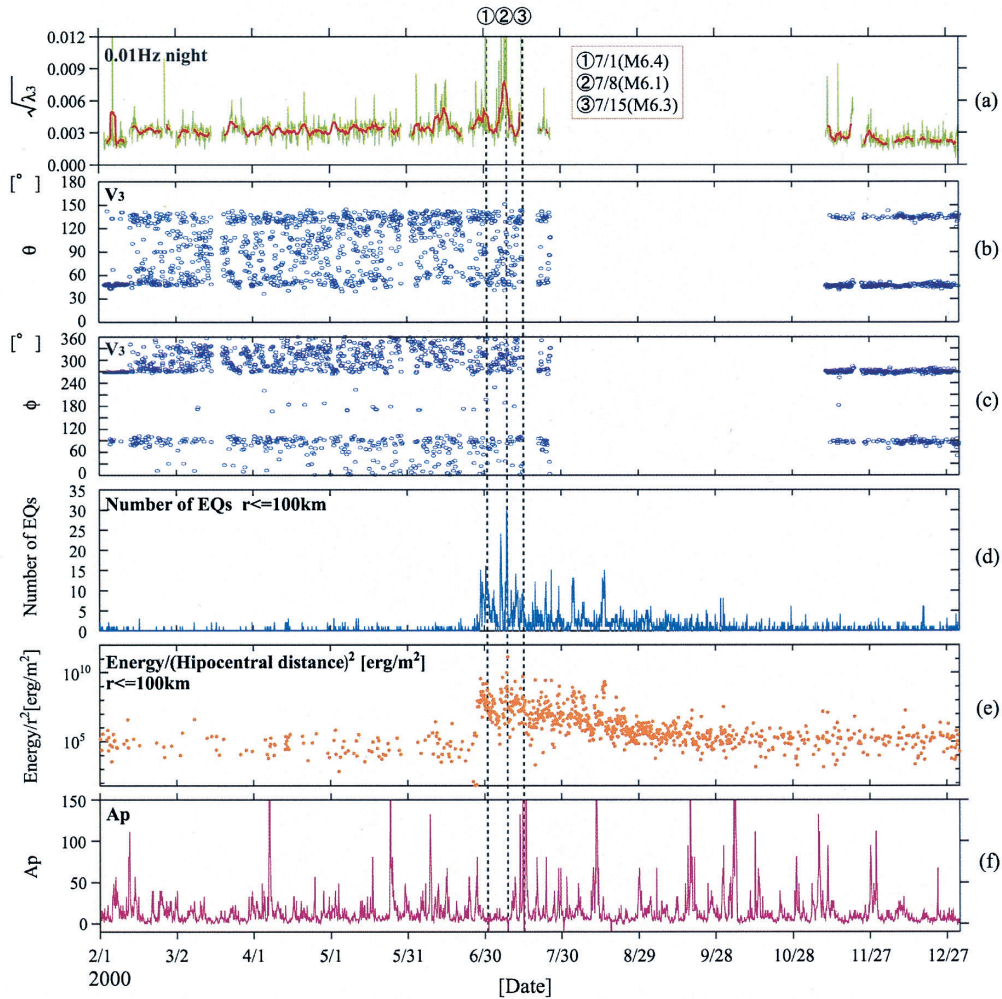 ①②③
0.012
0.009
0.006
0.003
0.000
√λ3
0.01Hz night
①7/1(M6.4)
②7/8(M6.1)
③7/15(M6.3)
(a)
[°]
180
150
120
90
60
30
0
θ
V3
(b)
[°]
360
300
240
180
120
60
0
ϕ
V3
(c)
35
30
25
20
15
10
5
0
Number of EQs
Number of EQs r<=100km
(d)
10^10
10^5
Energy/r²[erg/m²]
Energy/(Hipocentral distance)² [erg/m²]
r<=100km
(e)
150
100
50
0
Ap
Ap
(f)
2/1 3/2 4/1 5/1 5/31 6/30 7/30 8/29 9/28 10/28 11/27 12/27
2000
[Date]